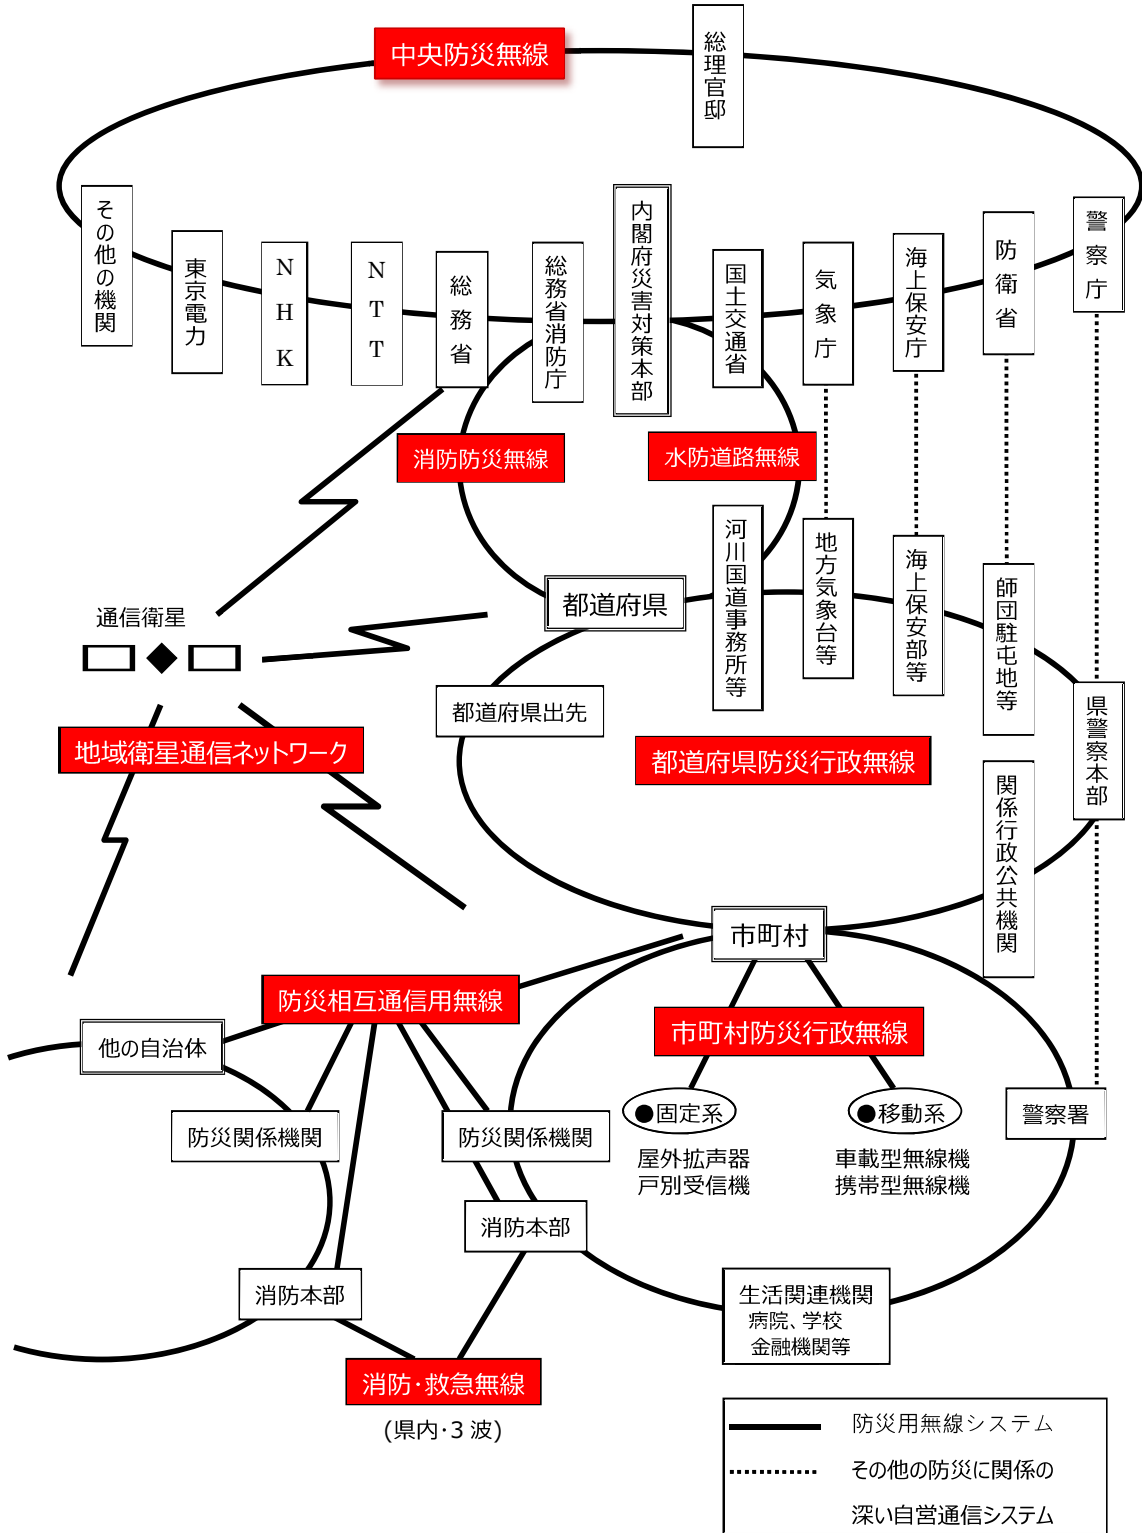 中央防災無線
総理官邸
その他の機関
東京電力
NHK
NTT
総務省
総務省消防庁
内閣府災害対策本部
国土交通省
気象庁
海上保安庁
防衛省
警察庁
消防防災無線
水防道路無線
都道府県
河川国道事務所等
地方気象台等
海上保安部等
師団駐屯地等
県警察本部
通信衛星
都道府県出先
地域衛星通信ネットワーク
都道府県防災行政無線
関係行政公共機関
市町村
防災相互通信用無線
市町村防災行政無線
他の自治体
防災関係機関
防災関係機関
●固定系
●移動系
警察署
屋外拡声器
戸別受信機
車載型無線機
携帯型無線機
消防本部
消防本部
生活関連機関
病院、学校
金融機関等
消防・救急無線
(県内・3 波)
防災用無線システム
その他の防災に関係の
深い自営通信システム